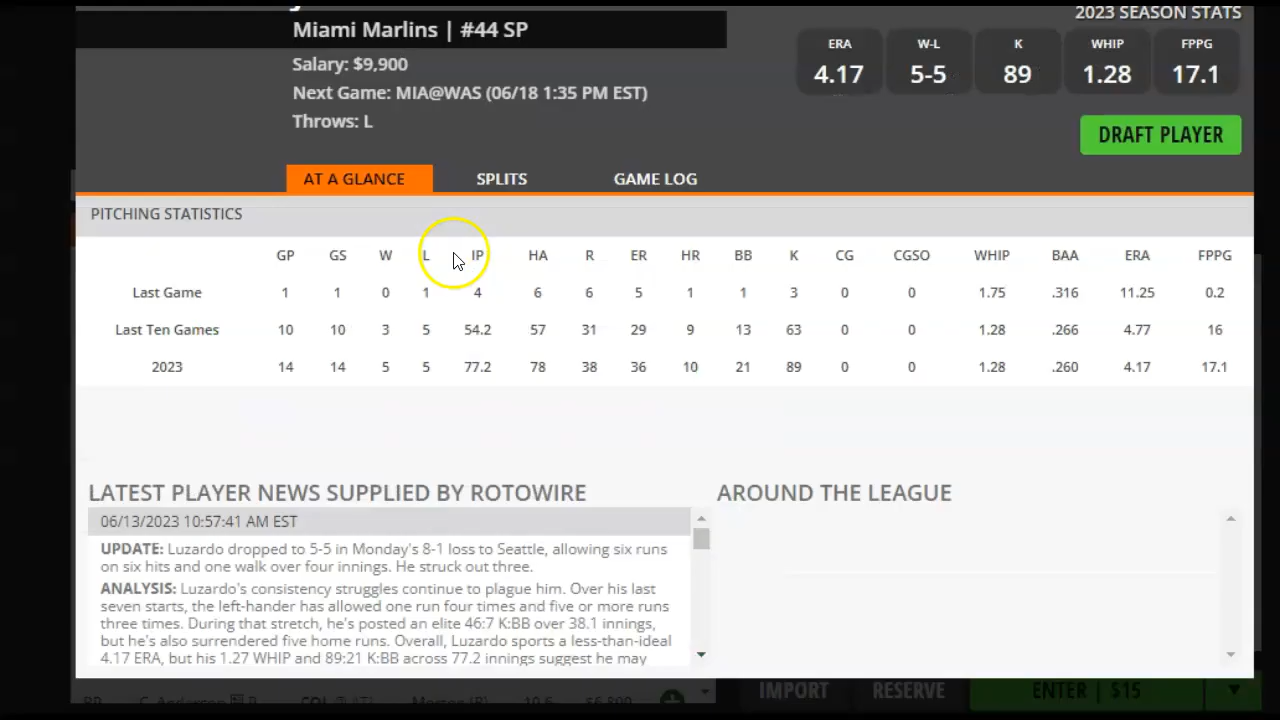 Miami Marlins | #44 SP
2023 SEASON STATS
Salary: $9,900
Next Game: MIA@WAS (06/18 1:35 PM EST)
Throws: L
ERA W-L K WHIP FPPG
4.17 5-5 89 1.28 17.1
DRAFT PLAYER
AT A GLANCE SPLITS GAME LOG
PITCHING STATISTICS
GP GS W L IP HA R ER HR BB K CG CGSO WHIP BAA ERA FPPG
Last Game 1 1 0 1 4 6 6 5 1 1 3 0 0 1.75 .316 11.25 0.2
Last Ten Games 10 10 3 5 54.2 57 31 29 9 13 63 0 0 1.28 .266 4.77 16
2023 14 14 5 5 77.2 78 38 36 10 21 89 0 0 1.28 .260 4.17 17.1
LATEST PLAYER NEWS SUPPLIED BY ROTOWIRE
06/13/2023 10:57:41 AM EST
UPDATE: Luzardo dropped to 5-5 in Monday's 8-1 loss to Seattle, allowing six runs
on six hits and one walk over four innings. He struck out three.
ANALYSIS: Luzardo's consistency struggles continue to plague him. Over his last
seven starts, the left-hander has allowed one run four times and five or more runs
three times. During that stretch, he's posted an elite 46:7 K:BB over 38.1 innings,
but he's also surrendered five home runs. Overall, Luzardo sports a less-than-ideal
4.17 ERA, but his 1.27 WHIP and 89:21 K:BB across 77.2 innings suggest he may
AROUND THE LEAGUE
IMPORT RESERVE ENTER | $15